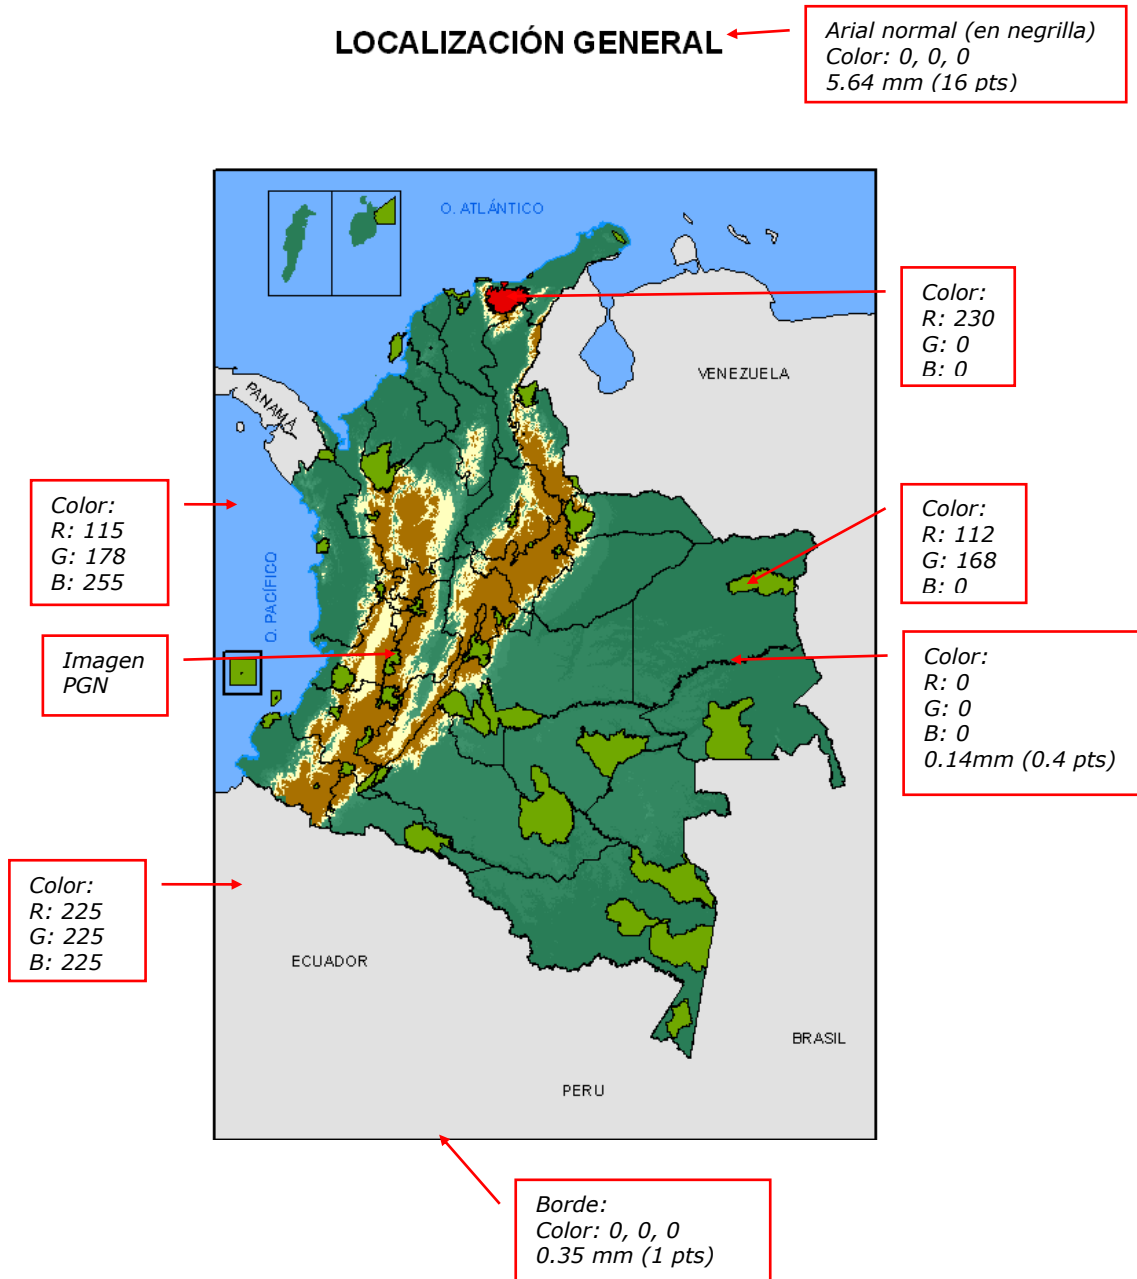 LOCALIZACIÓN GENERAL
Arial normal (en negrilla)
Color: 0, 0, 0
5.64 mm (16 pts)
O. ATLÁNTICO
Color:
R: 230
G: 0
B: 0
VENEZUELA
PANAMÁ
Color:
R: 115
G: 178
B: 255
Color:
R: 112
G: 168
B: 0
O. PACÍFICO
Imagen
PGN
Color:
R: 0
G: 0
B: 0
0.14mm (0.4 pts)
Color:
R: 225
G: 225
B: 225
ECUADOR
BRASIL
PERU
Borde:
Color: 0, 0, 0
0.35 mm (1 pts)